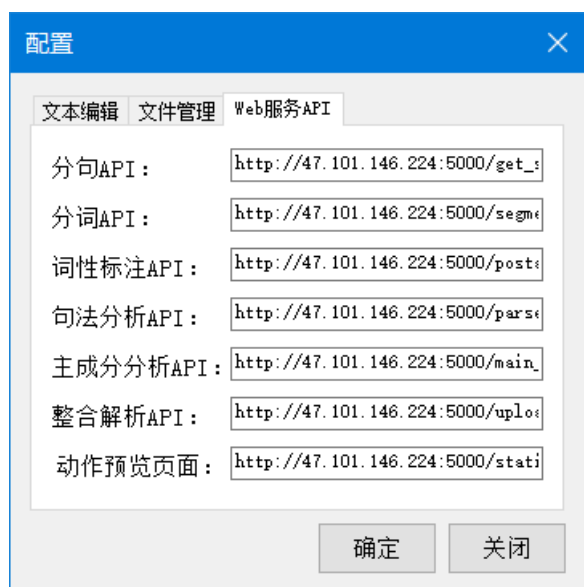 配置
文本编辑 文件管理 Web服务API
分句API： http://47.101.146.224:5000/get_s
分词API： http://47.101.146.224:5000/segme
词性标注API： http://47.101.146.224:5000/posta
句法分析API： http://47.101.146.224:5000/parse
主成分分析API： http://47.101.146.224:5000/main_
整合解析API： http://47.101.146.224:5000/uploa
动作预览页面： http://47.101.146.224:5000/stati
确定 关闭